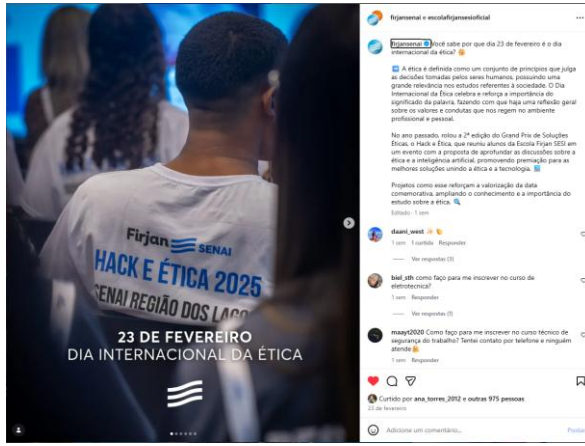 Firjan SENAI
HACK E ÉTICA 2025
SENAI REGIÃO DOS LAGO
23 DE FEVEREIRO
DIA INTERNACIONAL DA ÉTICA
firjansenai e escolafirjansesioficial
firjansenai Você sabe por que dia 23 de fevereiro é o dia
internacional da ética?
A ética é definida como um conjunto de princípios que julga
as decisões tomadas pelos seres humanos, possuindo uma
grande relevância nos estudos referentes à sociedade. O Dia
Internacional da Ética celebra e reforça a importância do
significado da palavra, fazendo com que haja uma reflexão geral
sobre os valores e condutas que nos regem no ambiente
profissional e pessoal.
No ano passado, rolou a 2ª edição do Grand Prix de Soluções
Éticas, o Hack e Ética, que reuniu alunos da Escola Firjan SESI em
um evento com a proposta de aprofundar as discussões sobre a
ética e a inteligência artificial, promovendo premiação para as
melhores soluções unindo a ética e a tecnologia.
Projetos como esse reforçam a valorização da data
comemorativa, ampliando o conhecimento e a importância do
estudo sobre a ética.
Editado · 1 sem
daani_west
1 sem 1 curtida Responder
Ver respostas (3)
biel_sth como faço para me inscrever no curso de
eletrotecnica?
1 sem Responder
Ver respostas (1)
maayt2020 Como faço para me inscrever no curso técnico de
segurança do trabalho? Tentei contato por telefone e ninguém
atende
1 sem Responder
Curtido por ana_torres_2012 e outras 975 pessoas
23 de fevereiro
Adicione um comentário...
Postar